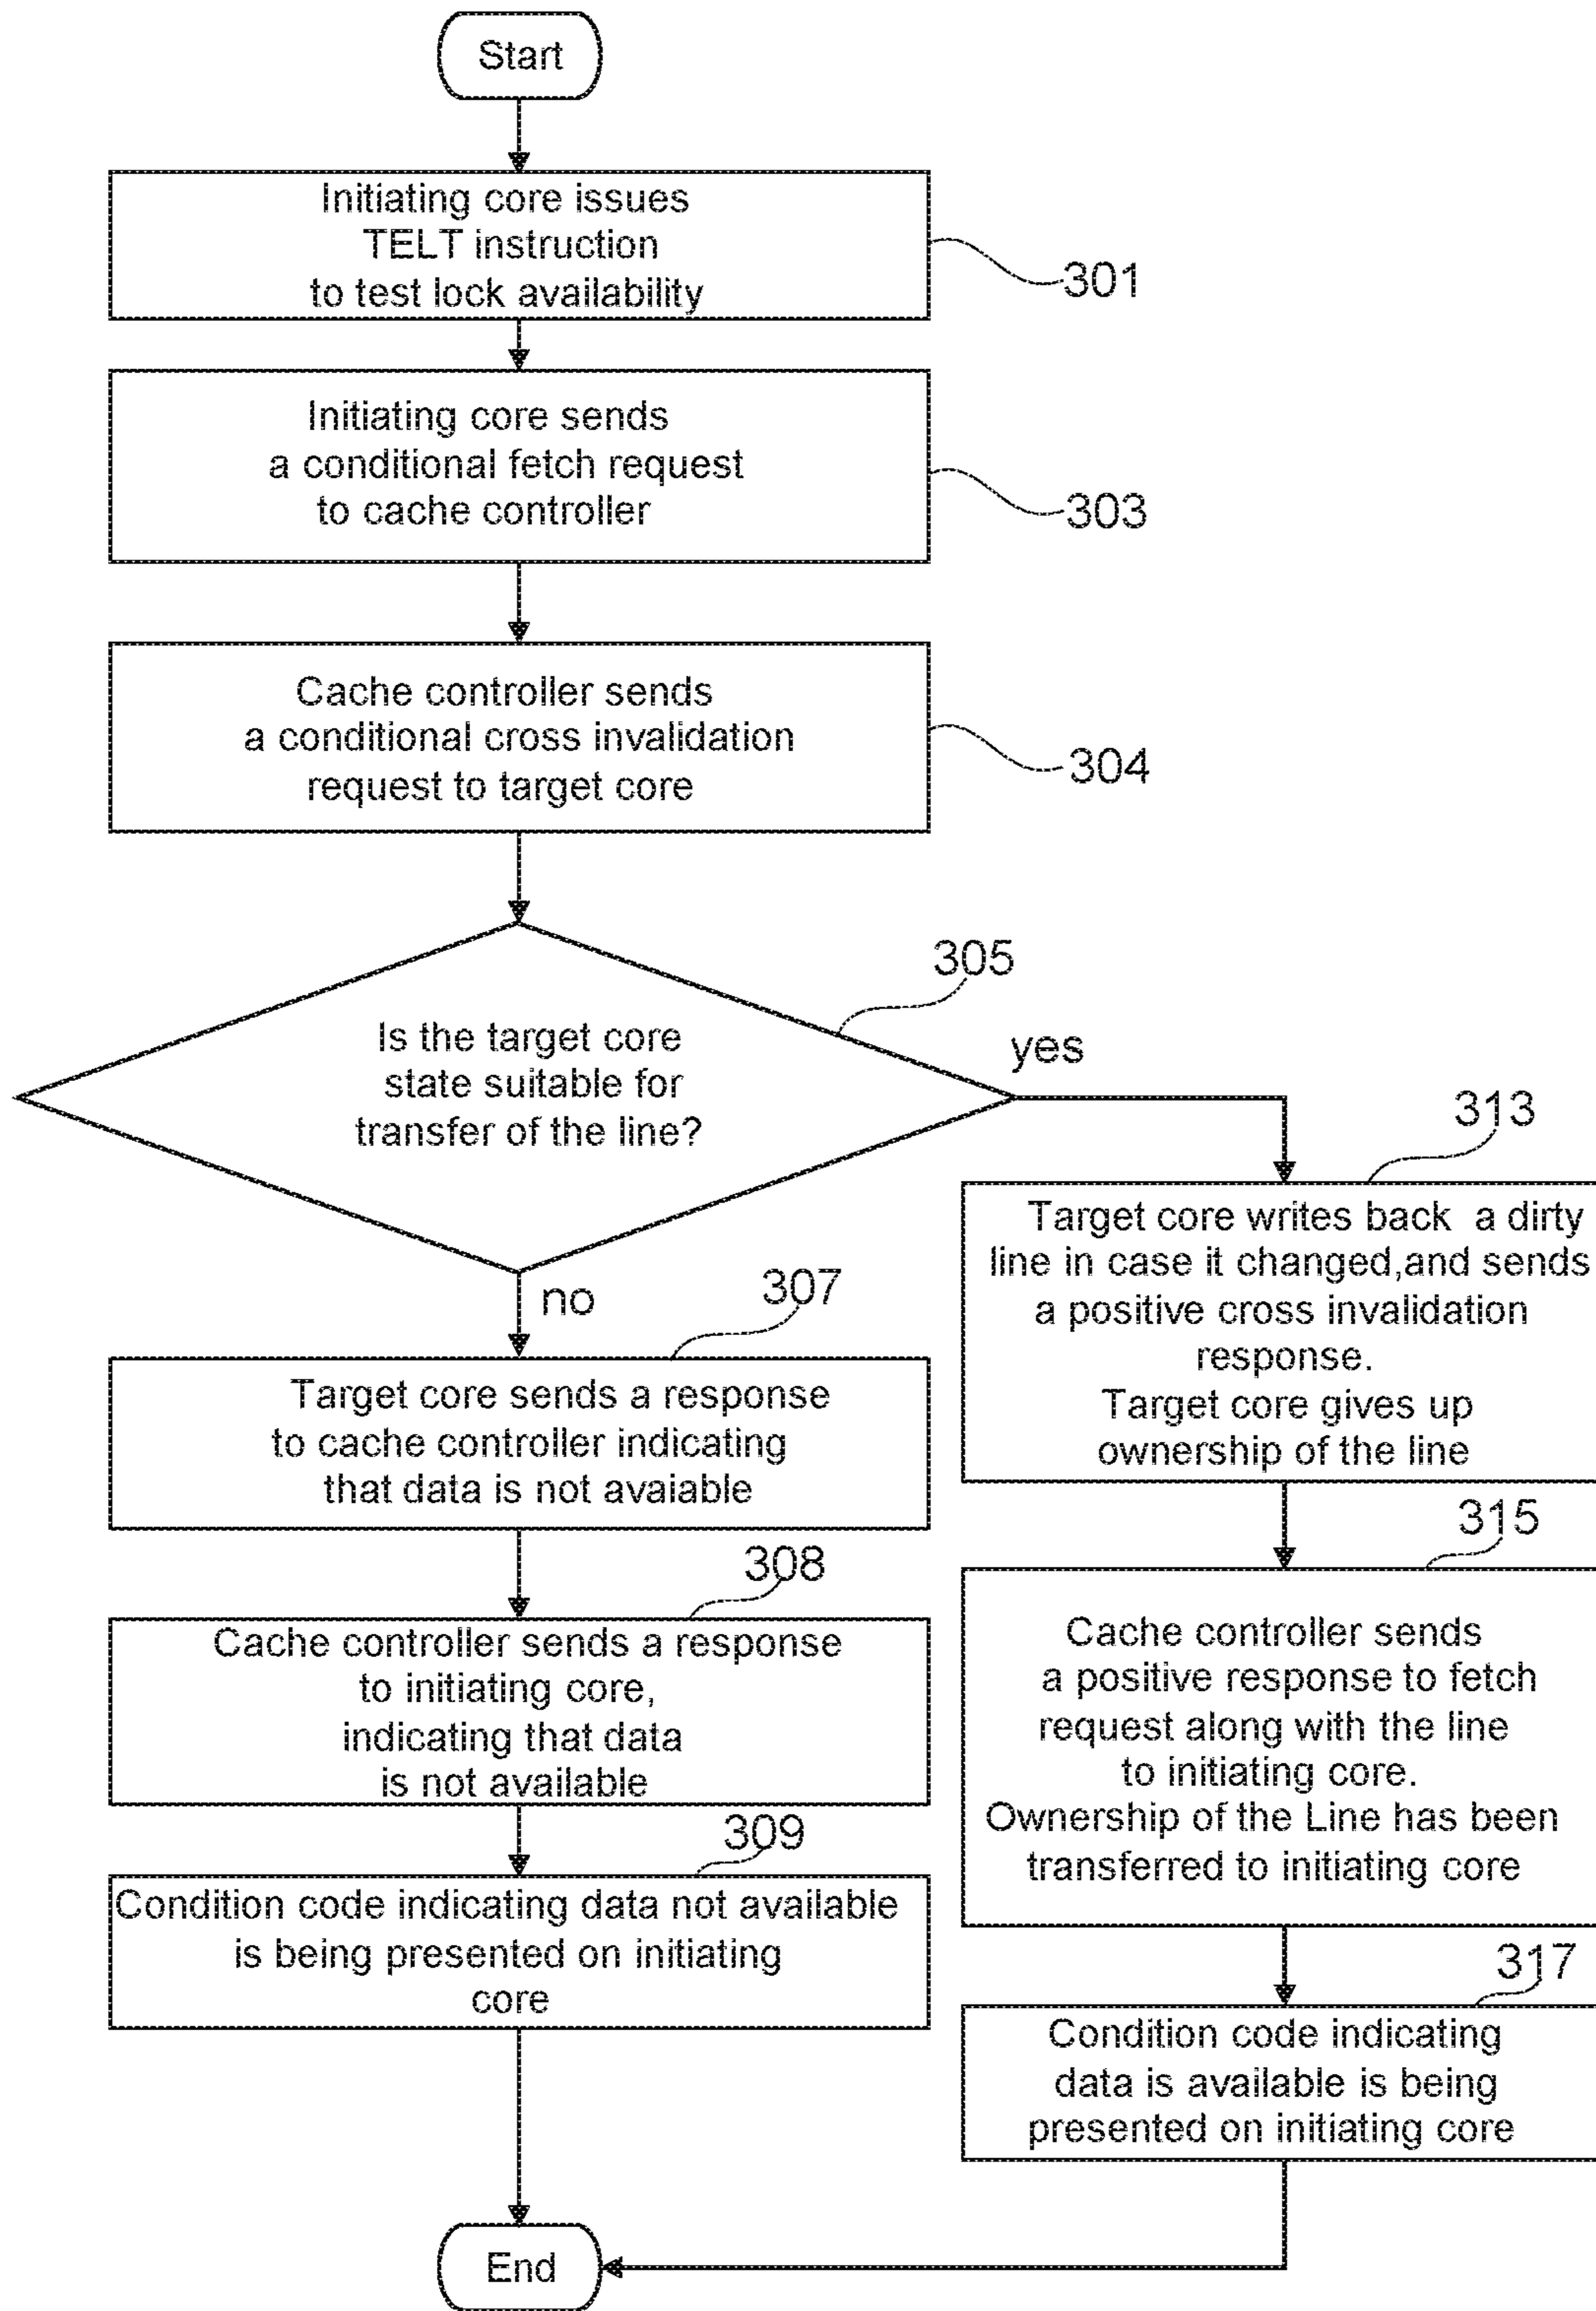 Start
Initiating core issues
TELT instruction
to test lock availability
301
Initiating core sends
a conditional fetch request
to cache controller
303
Cache controller sends
a conditional cross invalidation
request to target core
304
305
Is the target core
state suitable for
transfer of the line?
yes
no
307
Target core sends a response
to cache controller indicating
that data is not avaiable
308
Cache controller sends a response
to initiating core,
indicating that data
is not available
309
Condition code indicating data not available
is being presented on initiating
core
313
Target core writes back a dirty
line in case it changed,and sends
a positive cross invalidation
response.
Target core gives up
ownership of the line
315
Cache controller sends
a positive response to fetch
request along with the line
to initiating core.
Ownership of the Line has been
transferred to initiating core
317
Condition code indicating
data is available is being
presented on initiating core
End